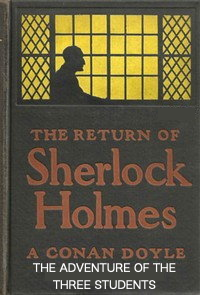 THE RETURN OF
Sherlock
Holmes
A CONAN DOYLE
THE ADVENTURE OF THE
THREE STUDENTS